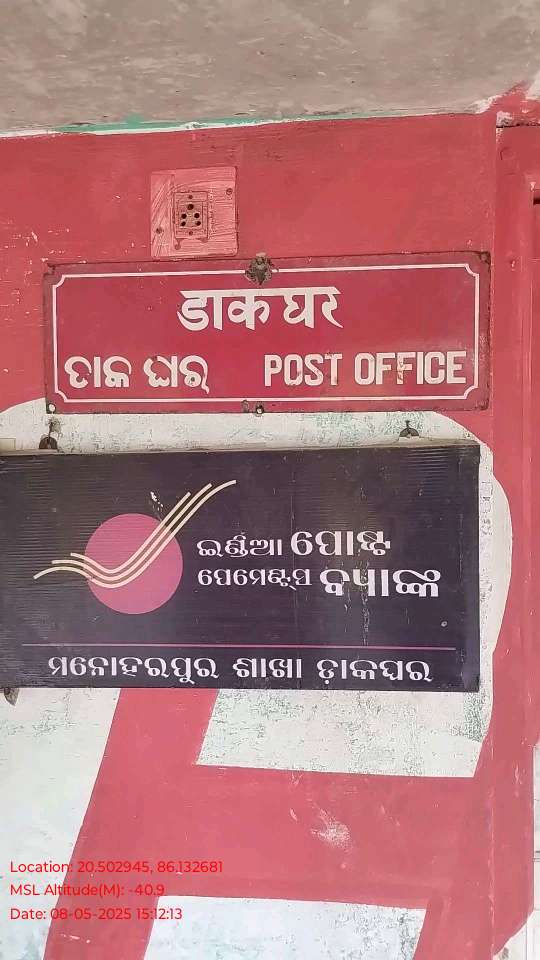 डाक घर
ଡାକ ଘର POST OFFICE
ଇଣ୍ଡିଆ ପୋଷ୍ଟ
ପେମେଣ୍ଟ୍ସ ବ୍ୟାଙ୍କ
ମନୋହରପୁର ଶାଖା ଡ଼ାକଘର
Location: 20.502945, 86.132681
MSL Altitude(M): -40.9
Date: 08-05-2025 15:12:13